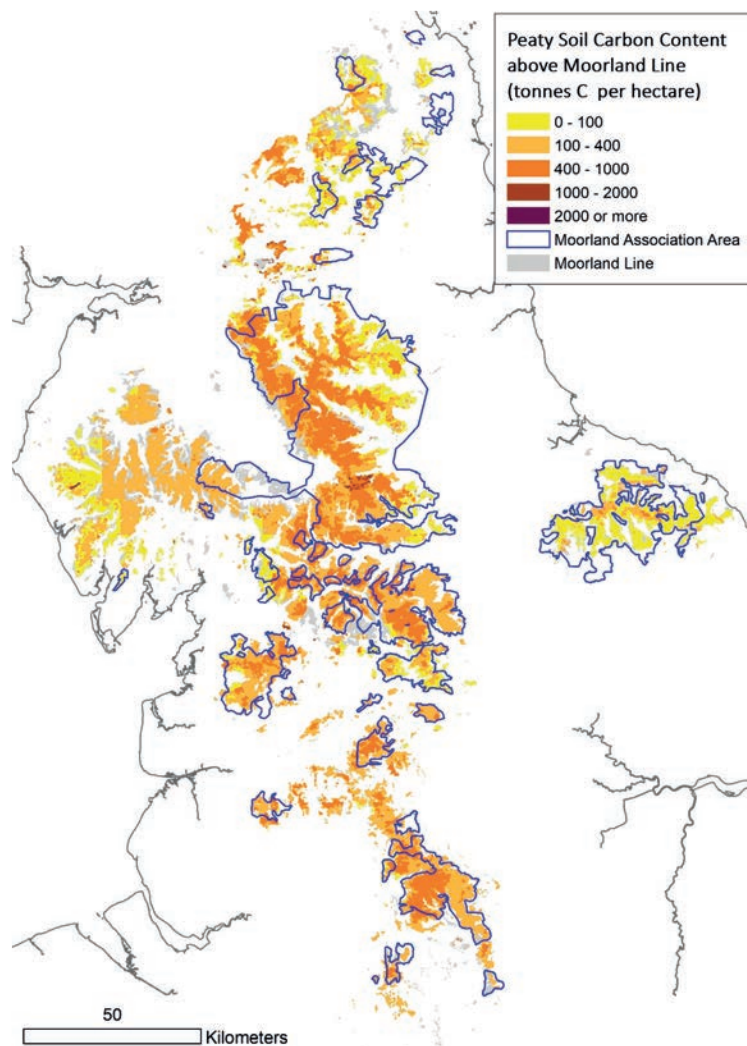 Peaty Soil Carbon Content
above Moorland Line
(tonnes C per hectare)
0 - 100
100 - 400
400 - 1000
1000 - 2000
2000 or more
Moorland Association Area
Moorland Line
50
Kilometers